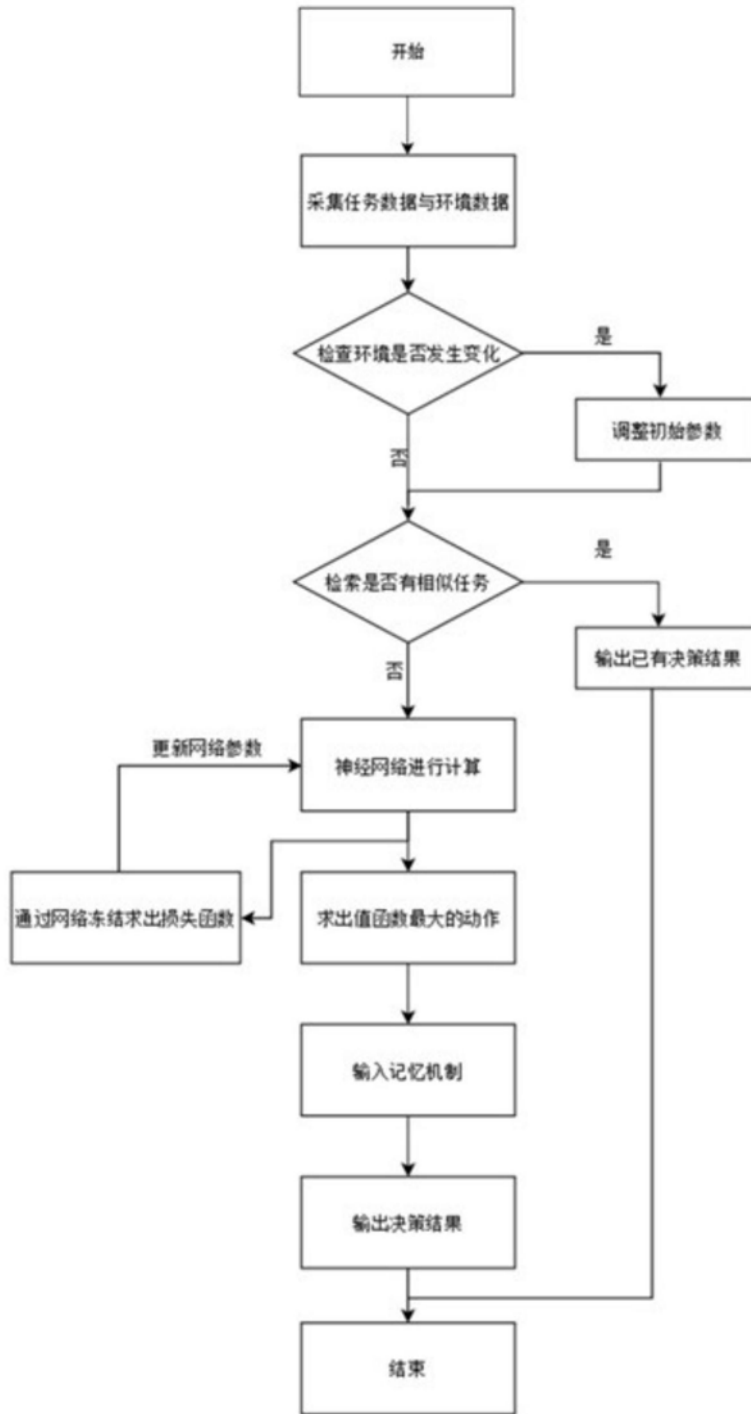 开始
采集任务数据与环境数据
检查环境是否发生变化
是
调整初始参数
否
检索是否有相似任务
是
输出已有决策结果
否
更新网络参数
神经网络进行计算
通过网络冻结求出损失函数
求出值函数最大的动作
输入记忆机制
输出决策结果
结束